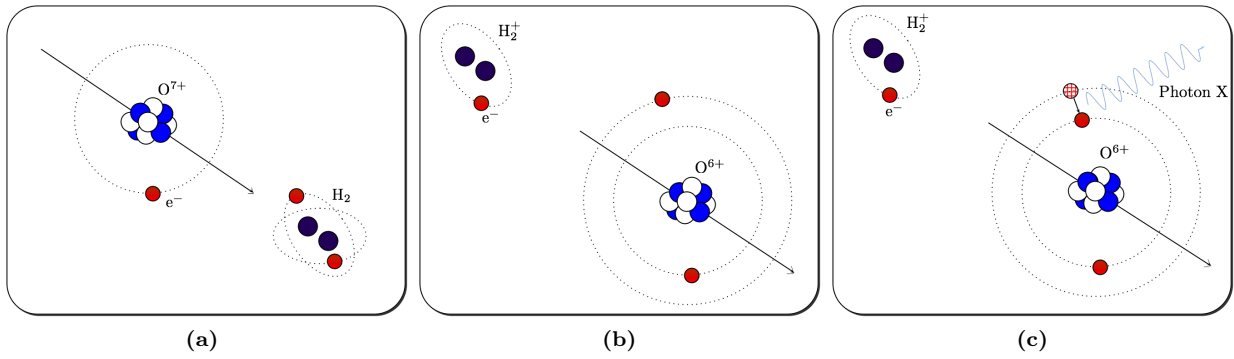 O⁷⁺
e⁻
H₂
(a)
H₂⁺
e⁻
O⁶⁺
(b)
H₂⁺
e⁻
Photon X
O⁶⁺
(c)